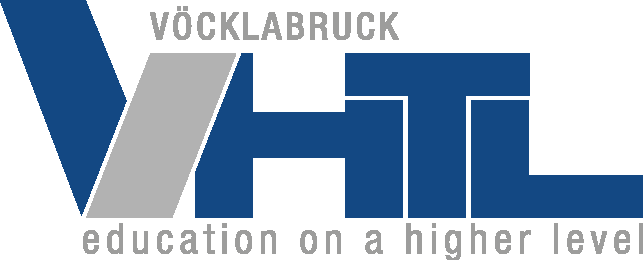 VÖCKLABRUCK
VHTL
education on a higher level